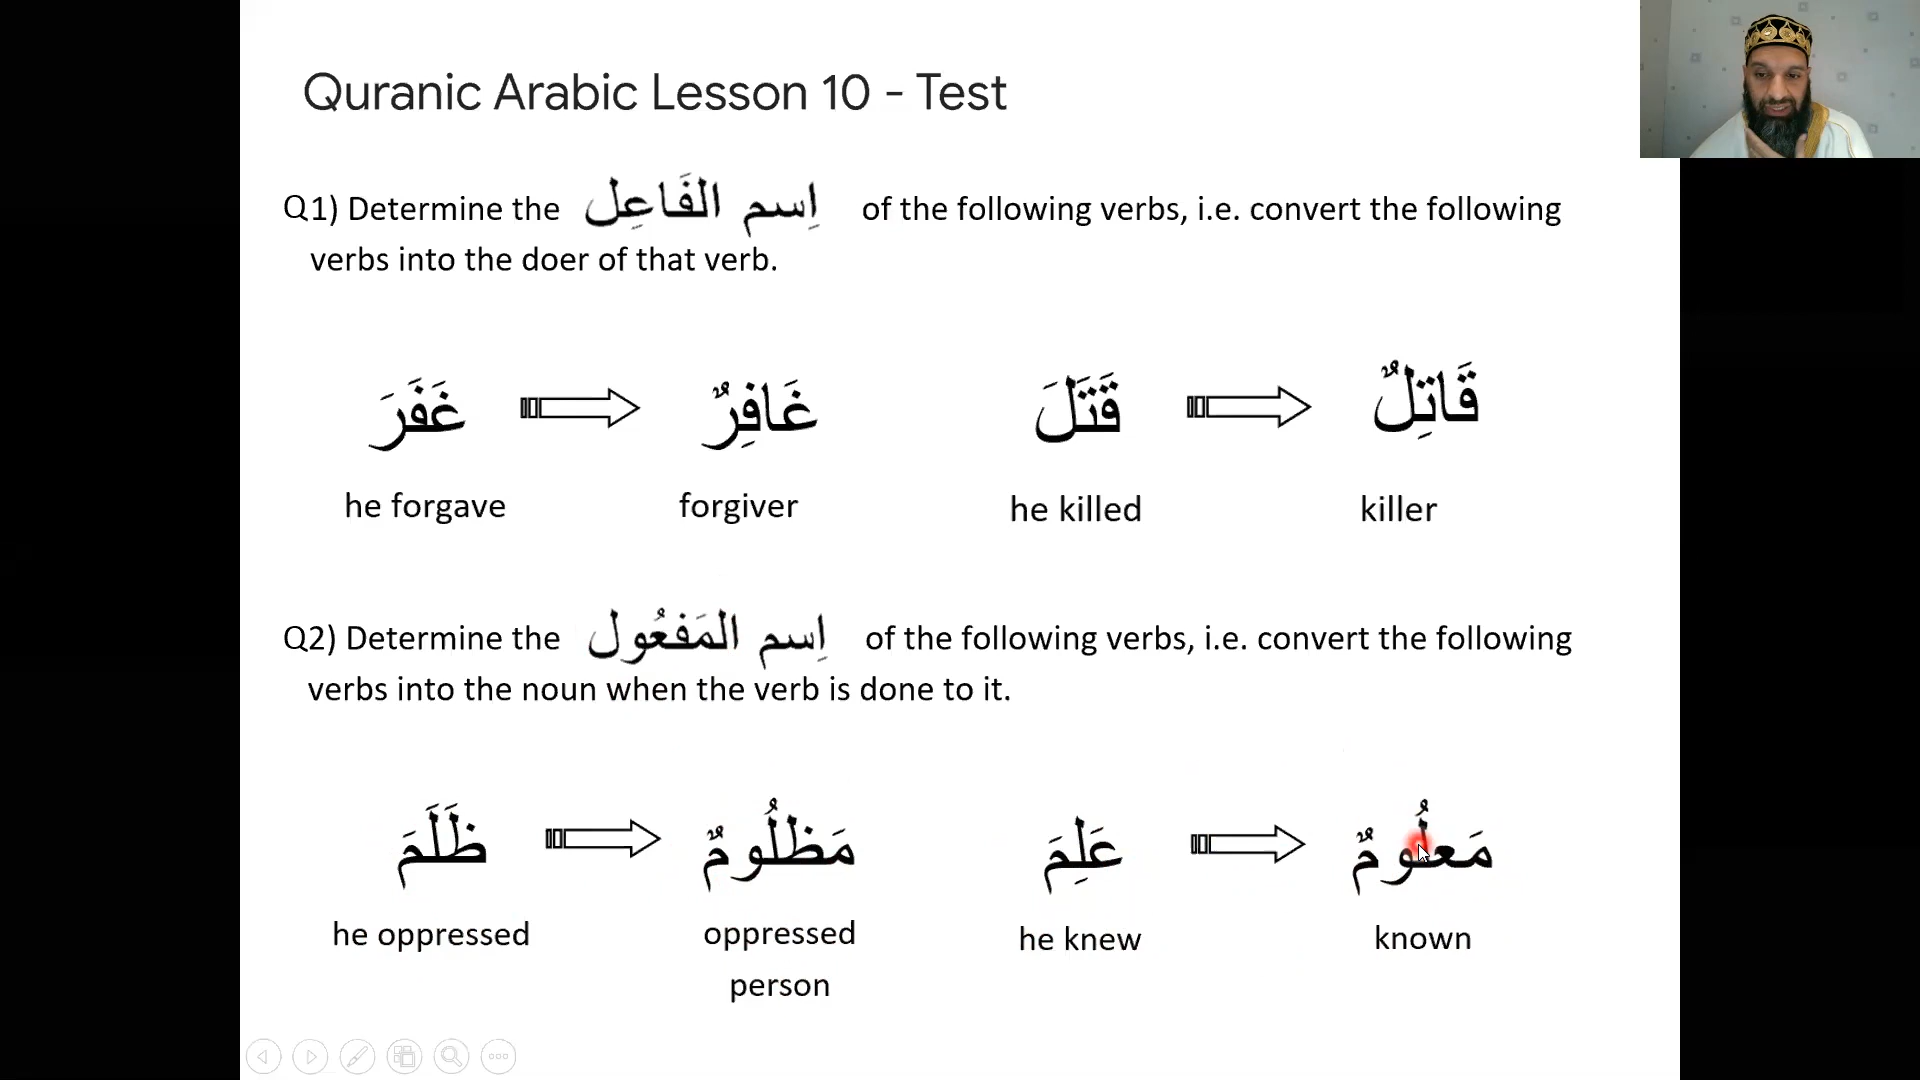 Quranic Arabic Lesson 10 - Test
Q1) Determine the اِسم الفَاعِل of the following verbs, i.e. convert the following
verbs into the doer of that verb.
غَفَرَ غَافِرٌ قَتَلَ قَاتِلٌ
he forgave forgiver he killed killer
Q2) Determine the اِسم المَفعُول of the following verbs, i.e. convert the following
verbs into the noun when the verb is done to it.
ظَلَمَ مَظلُومٌ عَلِمَ مَعلُومٌ
he oppressed oppressed he knew known
person